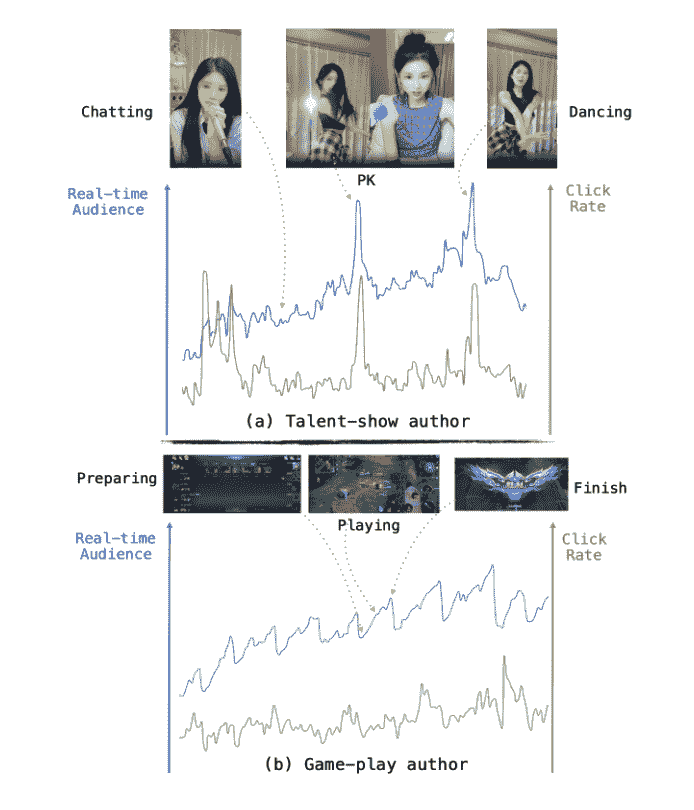 Chatting
Dancing
PK
Real-time
Audience
Click
Rate
(a) Talent-show author
Preparing
Finish
Playing
Real-time
Audience
Click
Rate
(b) Game-play author